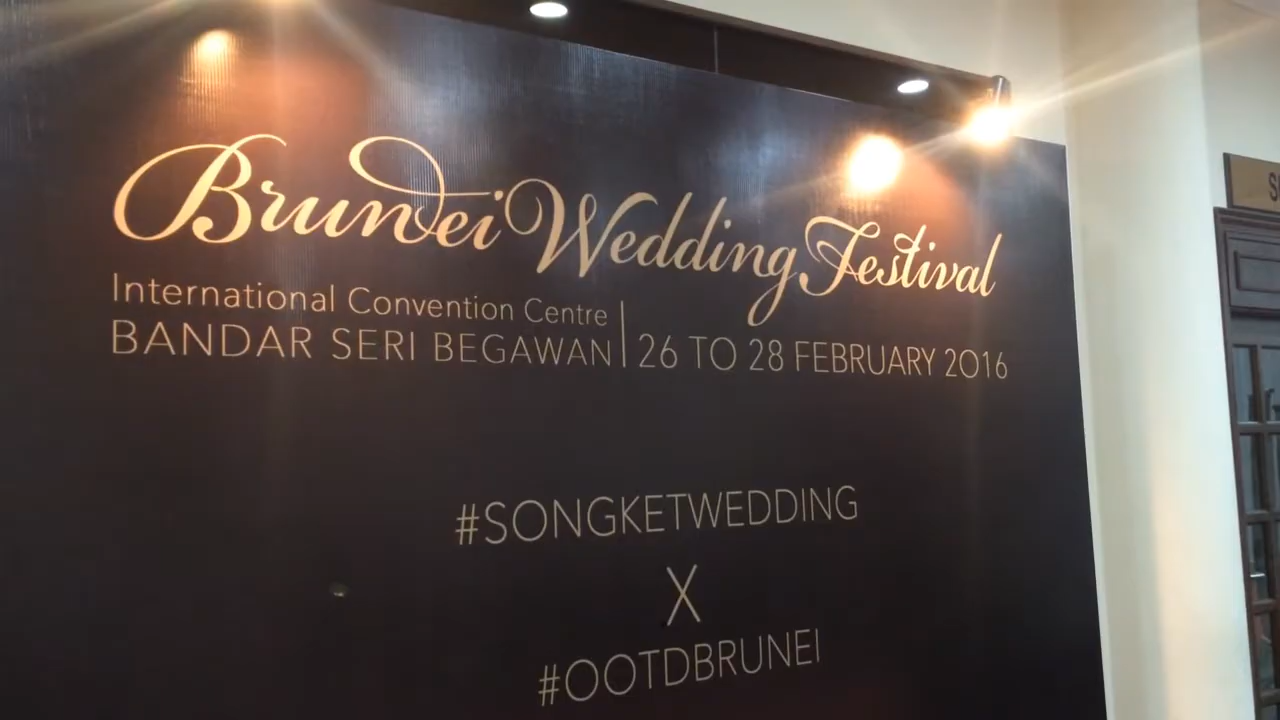 Brunei Wedding Festival
International Convention Centre
BANDAR SERI BEGAWAN | 26 TO 28 FEBRUARY 2016
#SONGKETWEDDING
X
#OOTDBRUNEI